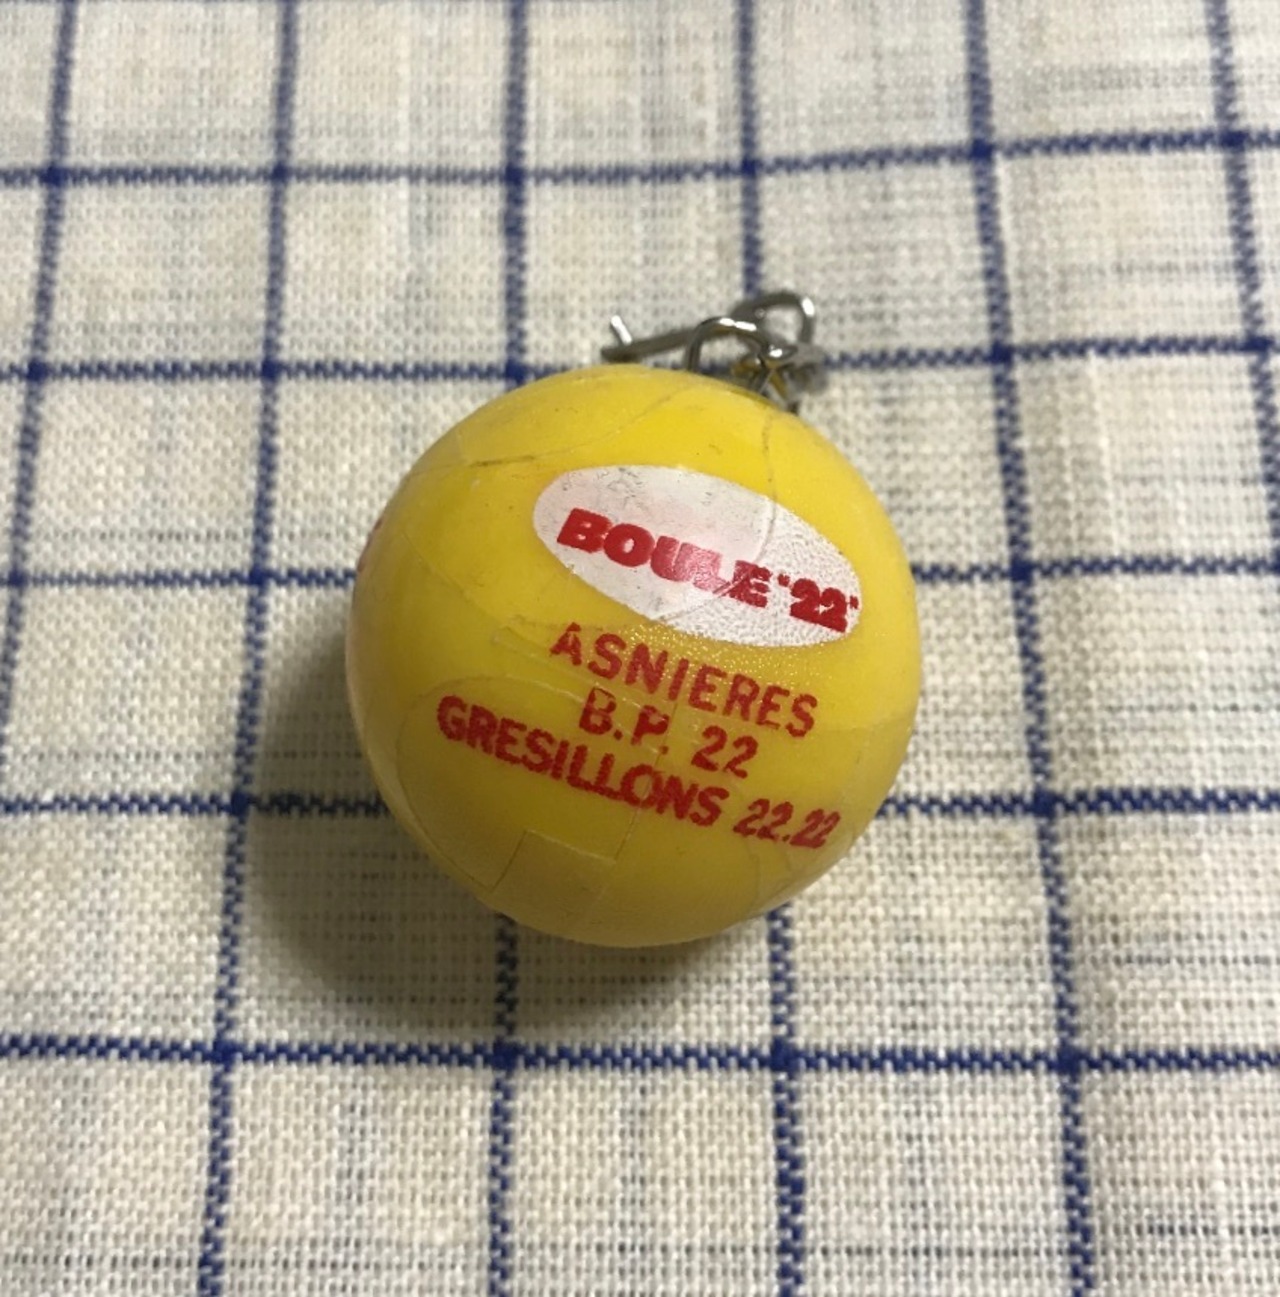 BOULE "22"
ASNIERES
B.P. 22
GRESILLONS 22.22